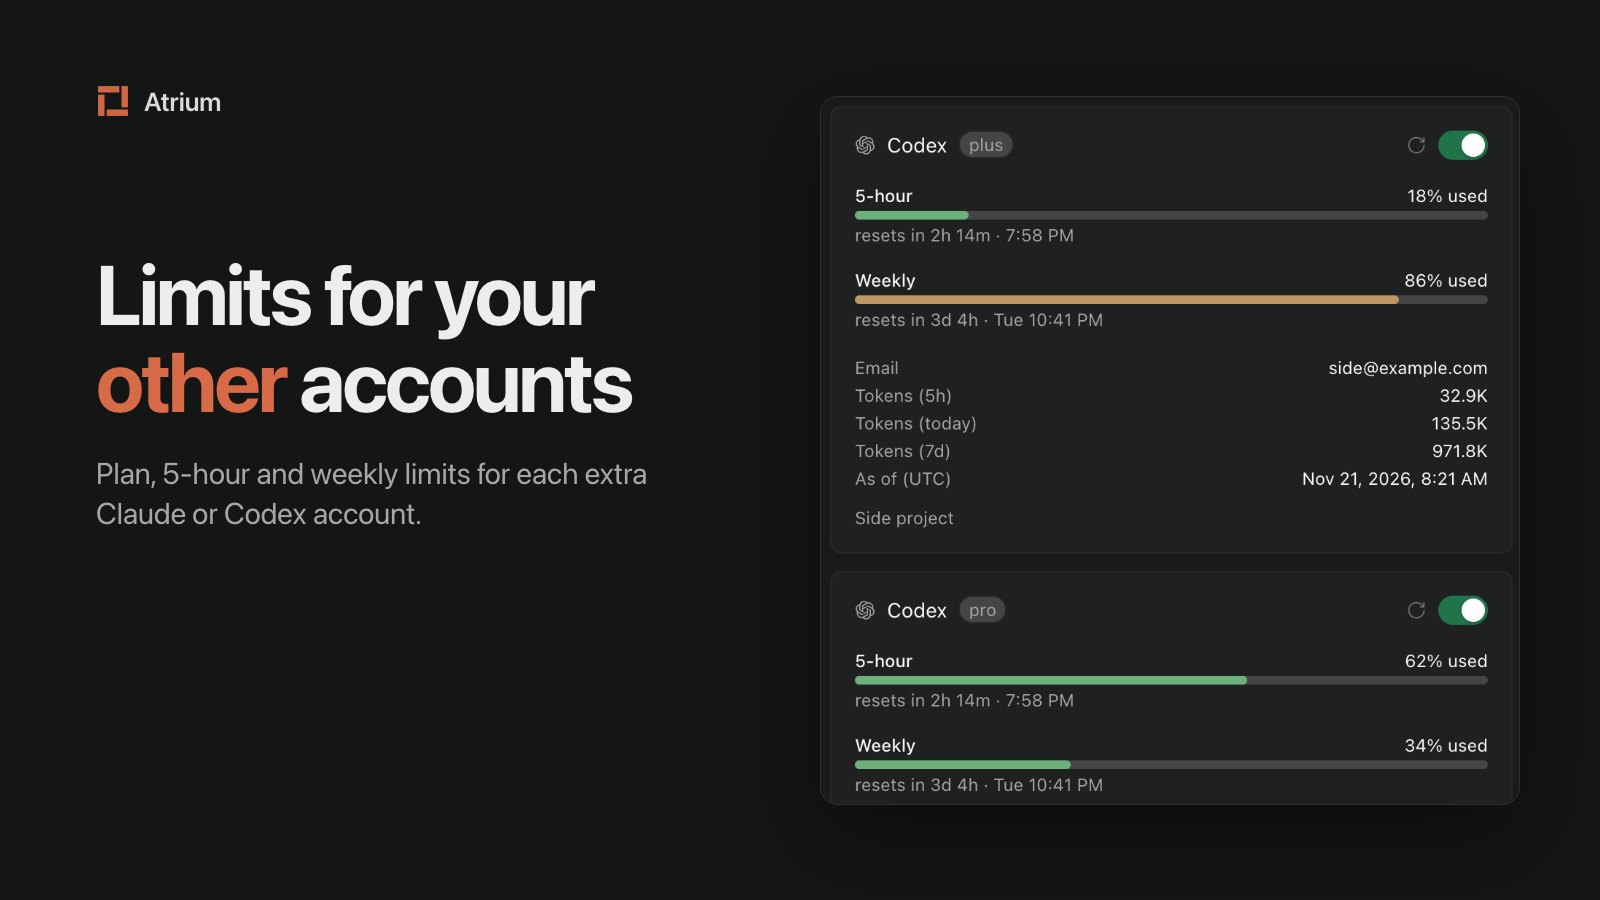 Atrium
Limits for your
other accounts
Plan, 5-hour and weekly limits for each extra
Claude or Codex account.
Codex plus
5-hour 18% used
resets in 2h 14m · 7:58 PM
Weekly 86% used
resets in 3d 4h · Tue 10:41 PM
Email side@example.com
Tokens (5h) 32.9K
Tokens (today) 135.5K
Tokens (7d) 971.8K
As of (UTC) Nov 21, 2026, 8:21 AM
Side project
Codex pro
5-hour 62% used
resets in 2h 14m · 7:58 PM
Weekly 34% used
resets in 3d 4h · Tue 10:41 PM